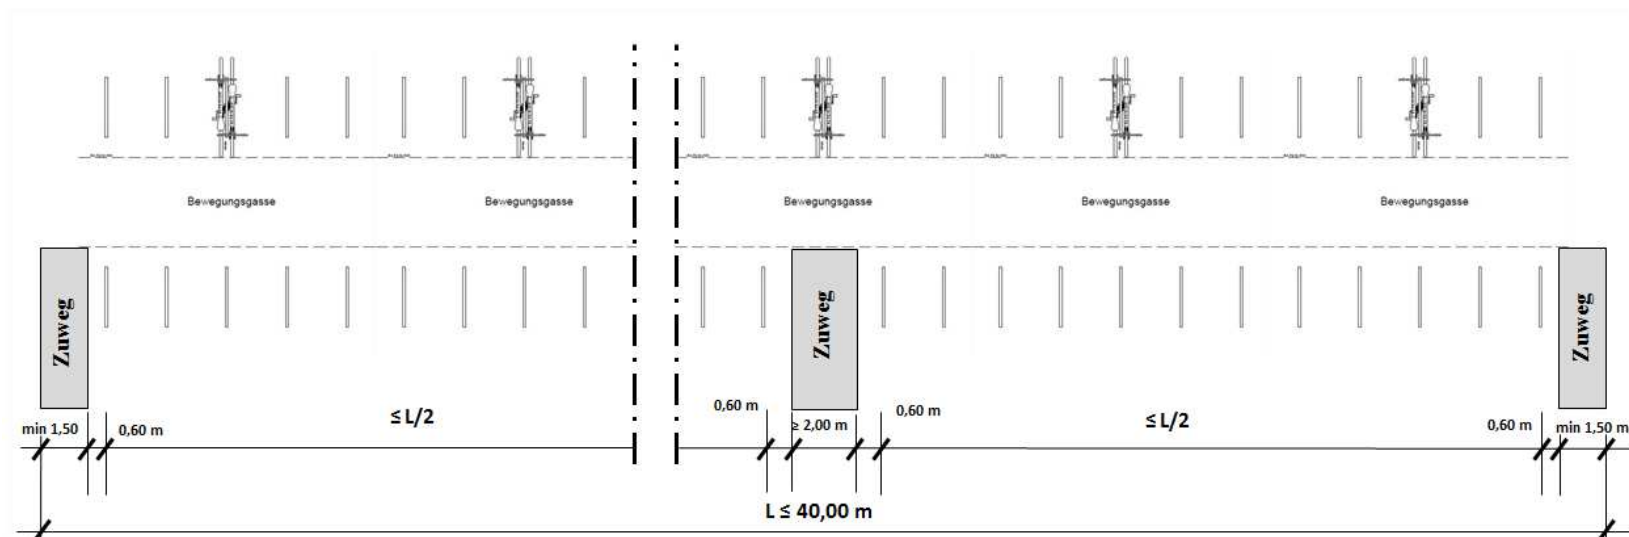 Bewegungsgasse Bewegungsgasse Bewegungsgasse Bewegungsgasse Bewegungsgasse
Zuweg Zuweg Zuweg
min 1,50 0,60 m ≤ L/2 0,60 m ≥ 2,00 m 0,60 m ≤ L/2 0,60 m min 1,50 m
L ≤ 40,00 m